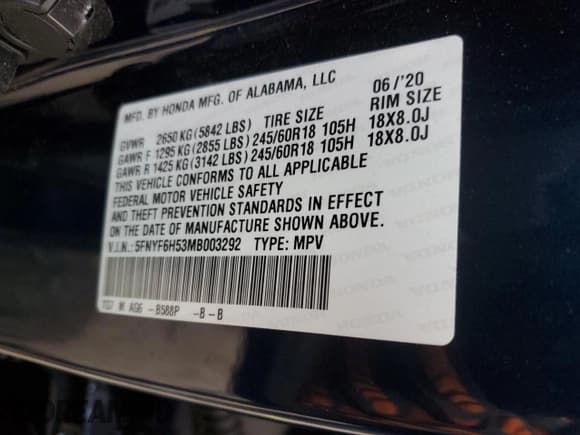 MFD. BY HONDA MFG. OF ALABAMA, LLC 06/'20
GVWR 2650 KG (5842 LBS) TIRE SIZE RIM SIZE
GAWR F 1295 KG (2855 LBS) 245/60R18 105H 18X8.0J
GAWR R 1425 KG (3142 LBS) 245/60R18 105H 18X8.0J
THIS VEHICLE CONFORMS TO ALL APPLICABLE
FEDERAL MOTOR VEHICLE SAFETY
AND THEFT PREVENTION STANDARDS IN EFFECT
ON THE DATE OF MANUFACTURE SHOWN ABOVE.
V.I.N.: 5FNYF6H53MB003292 TYPE: MPV
TG7 M AG6 -B588P -B-B